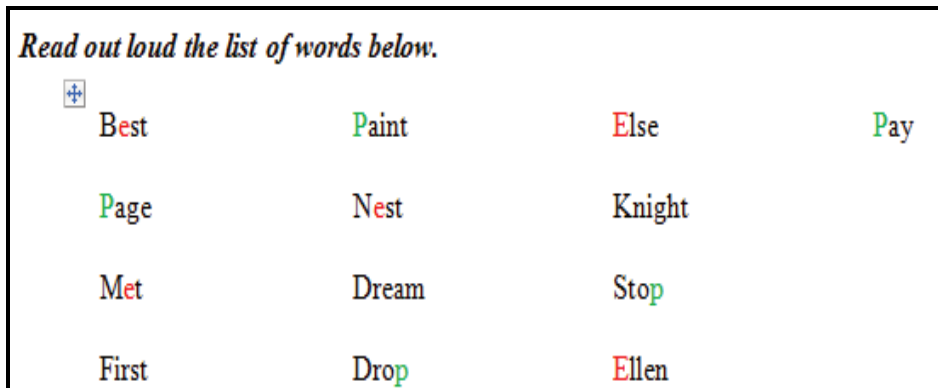 Read out loud the list of words below.
Best Paint Else Pay
Page Nest Knight
Met Dream Stop
First Drop Ellen